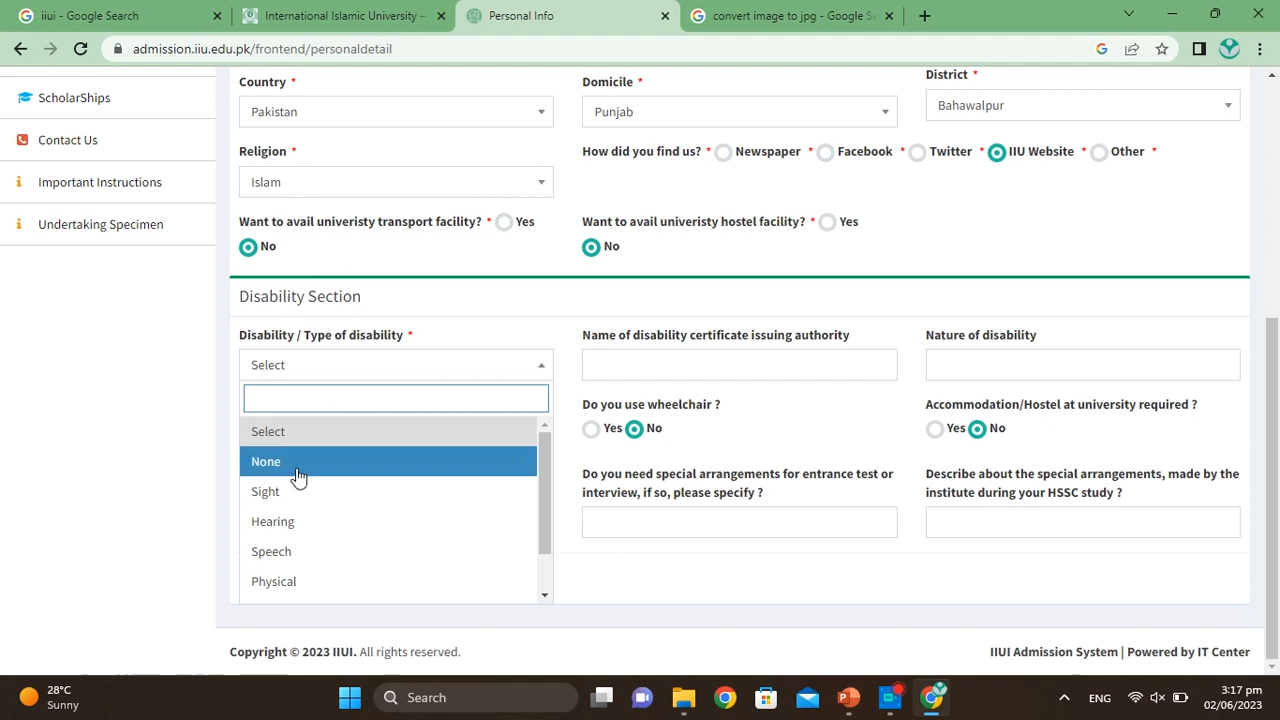 iiui - Google Search
International Islamic University –
Personal Info
convert image to jpg - Google Se
admission.iiu.edu.pk/frontend/personaldetail
ScholarShips
Contact Us
Important Instructions
Undertaking Specimen
Country *
Domicile *
District *
Pakistan
Punjab
Bahawalpur
Religion *
How did you find us? * Newspaper * Facebook * Twitter * IIU Website * Other *
Islam
Want to avail univeristy transport facility? * Yes
No
Want to avail univeristy hostel facility? * Yes
No
Disability Section
Disability / Type of disability *
Name of disability certificate issuing authority
Nature of disability
Select
Select
None
Sight
Hearing
Speech
Physical
Do you use wheelchair ?
Yes No
Accommodation/Hostel at university required ?
Yes No
Do you need special arrangements for entrance test or
interview, if so, please specify ?
Describe about the special arrangements, made by the
institute during your HSSC study ?
Copyright © 2023 IIUI. All rights reserved.
IIUI Admission System | Powered by IT Center
28°C
Sunny
Search
ENG
3:17 pm
02/06/2023